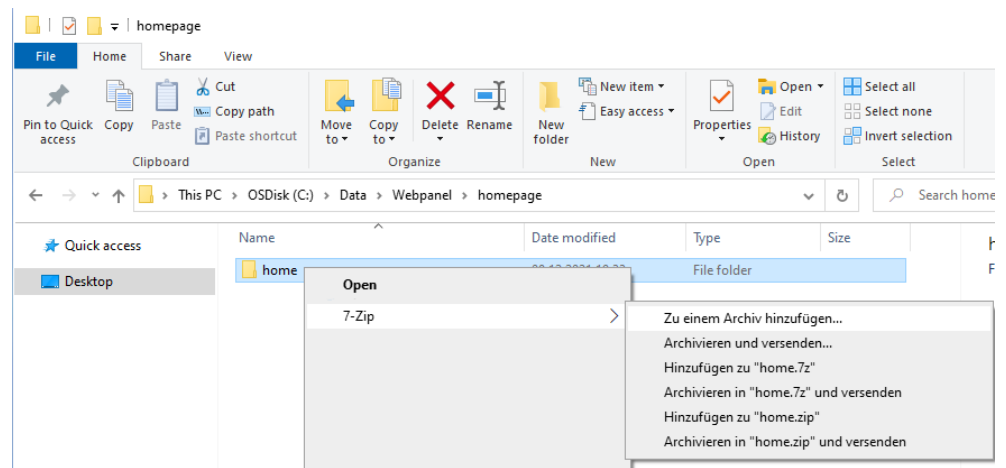 homepage
File Home Share View
Pin to Quick access
Copy
Paste
Cut
Copy path
Paste shortcut
Clipboard
Move to
Copy to
Delete
Rename
Organize
New folder
New item
Easy access
New
Properties
Open
Edit
History
Open
Select all
Select none
Invert selection
Select
This PC > OSDisk (C:) > Data > Webpanel > homepage
Search home
Quick access
Desktop
Name Date modified Type Size
home File folder
Open
7-Zip
Zu einem Archiv hinzufügen...
Archivieren und versenden...
Hinzufügen zu "home.7z"
Archivieren in "home.7z" und versenden
Hinzufügen zu "home.zip"
Archivieren in "home.zip" und versenden